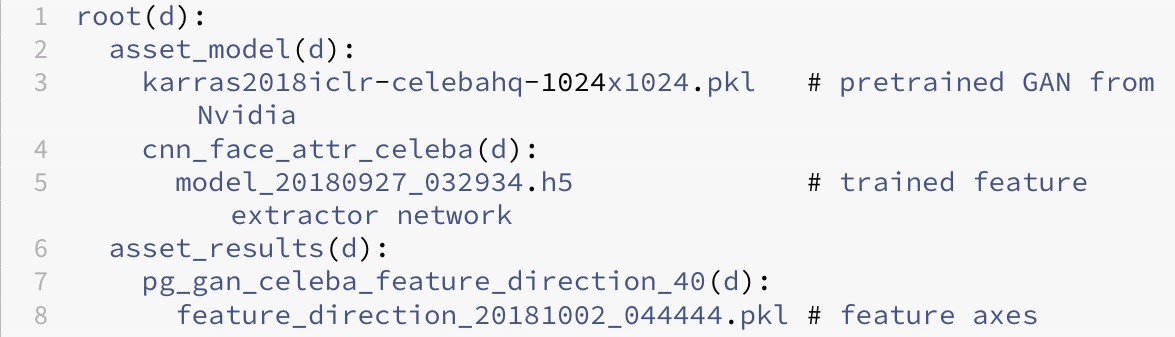 1 root(d):
2 asset_model(d):
3 karras2018iclr-celebahq-1024x1024.pkl # pretrained GAN from
Nvidia
4 cnn_face_attr_celeba(d):
5 model_20180927_032934.h5 # trained feature
extractor network
6 asset_results(d):
7 pg_gan_celeba_feature_direction_40(d):
8 feature_direction_20181002_044444.pkl # feature axes